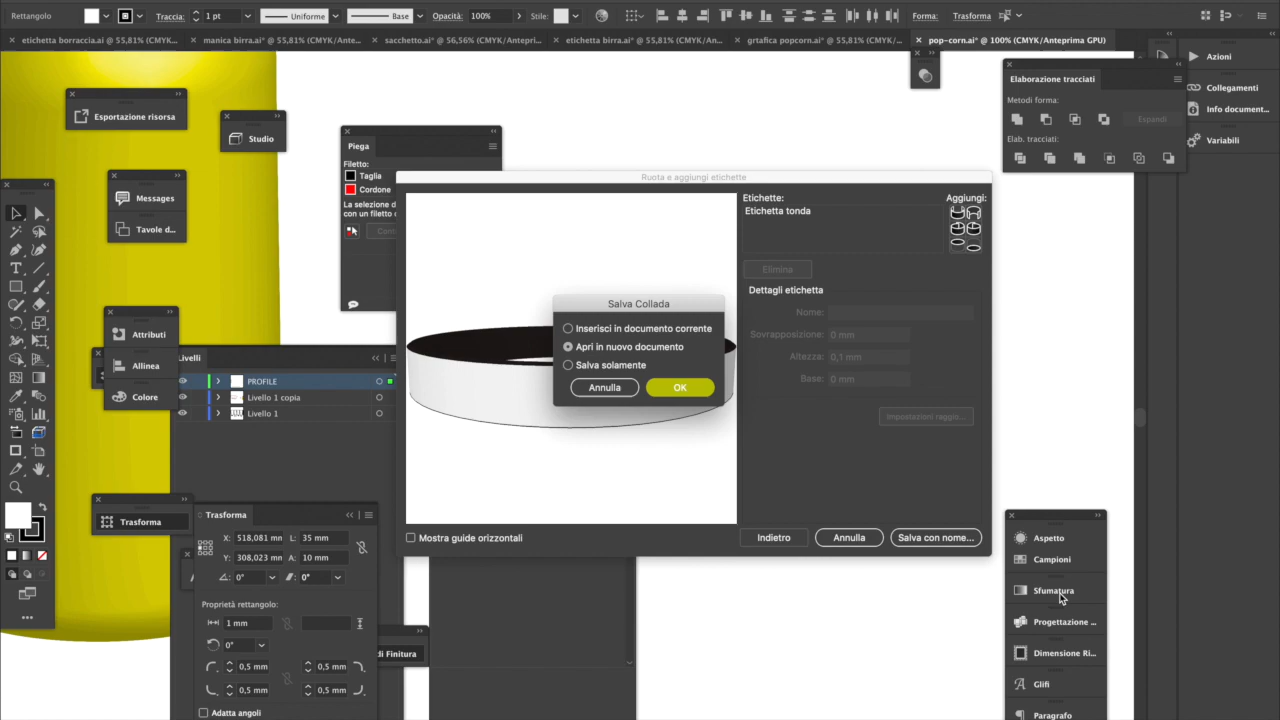 Rettangolo
Traccia: 1 pt Uniforme Base Opacità: 100% Stile: Forma: Trasforma
etichetta borraccia.ai @ 55,81% (CMYK...
manica birra.ai* @ 55,81% (CMYK/Ante...
sacchetto.ai* @ 56,56% (CMYK/Antepri...
etichetta birra.ai* @ 55,81% (CMYK/An...
grtafica popcorn.ai* @ 55,81% (CMYK/...
pop-corn.ai* @ 100% (CMYK/Anteprima GPU)
Azioni
Collegamenti
Info document...
Variabili
Elaborazione tracciati
Metodi forma:
Espandi
Elab. tracciati:
Esportazione risorsa
Studio
Messages
Tavole d...
Piega
Filetto:
Taglia
Cordone
La selezione d
con un filetto c
Attributi
Allinea
Colore
Livelli
PROFILE
Livello 1 copia
Livello 1
Ruota e aggiungi etichette
Etichette:
Aggiungi:
Etichetta tonda
Elimina
Dettagli etichetta
Nome:
Sovrapposizione: 0 mm
Altezza: 0,1 mm
Base: 0 mm
Impostazioni raggio...
Salva Collada
Inserisci in documento corrente
Apri in nuovo documento
Salva solamente
Annulla
OK
Mostra guide orizzontali
Indietro
Annulla
Salva con nome...
Trasforma
Trasforma
X: 518,081 mm L: 35 mm
Y: 308,023 mm A: 10 mm
0° 0°
Proprietà rettangolo:
1 mm
0°
0,5 mm 0,5 mm
0,5 mm 0,5 mm
Adatta angoli
di Finitura
Aspetto
Campioni
Sfumatura
Progettazione ...
Dimensione Ri...
Glifi
Paragrafo